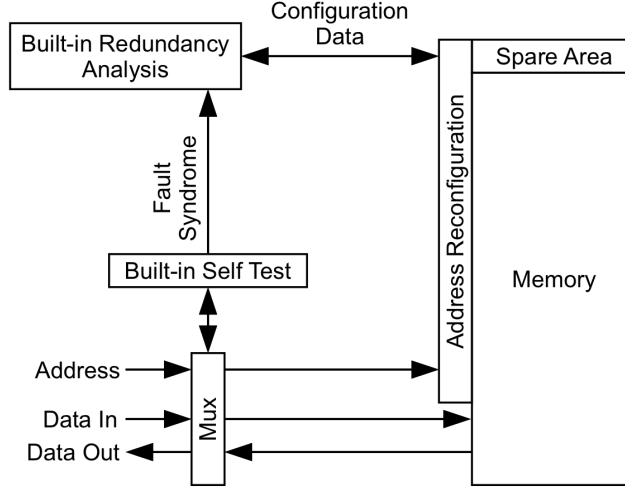 Configuration
Data
Built-in Redundancy
Analysis
Spare Area
Address Reconfiguration
Fault
Syndrome
Built-in Self Test
Memory
Address
Mux
Data In
Data Out